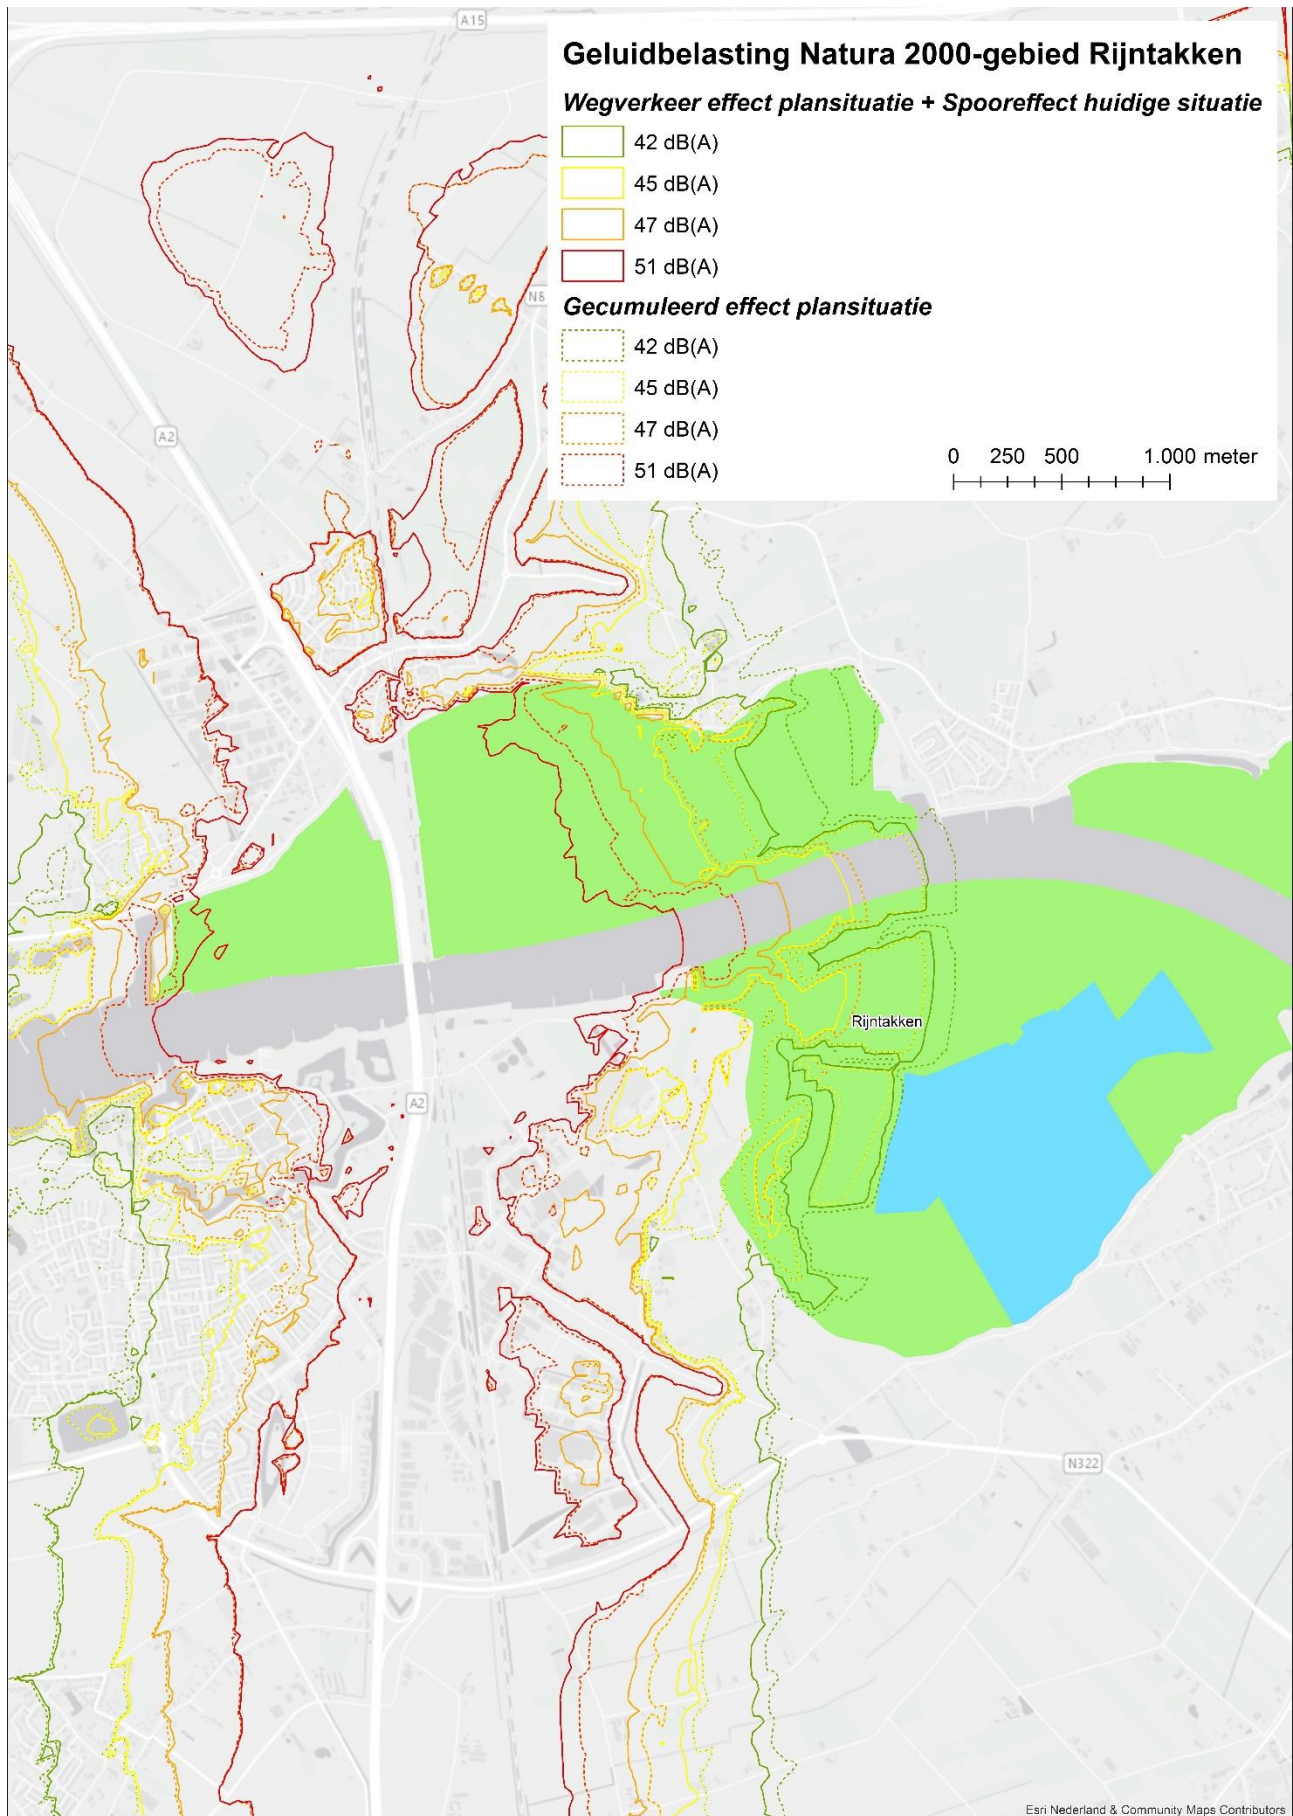 A15
Geluidbelasting Natura 2000-gebied Rijntakken
Wegverkeer effect plansituatie + Spooreffect huidige situatie
42 dB(A)
45 dB(A)
47 dB(A)
51 dB(A)
N8
Gecumuleerd effect plansituatie
42 dB(A)
45 dB(A)
47 dB(A)
51 dB(A)
A2
0 250 500 1.000 meter
Rijntakken
A2
N322
Esri Nederland & Community Maps Contributors